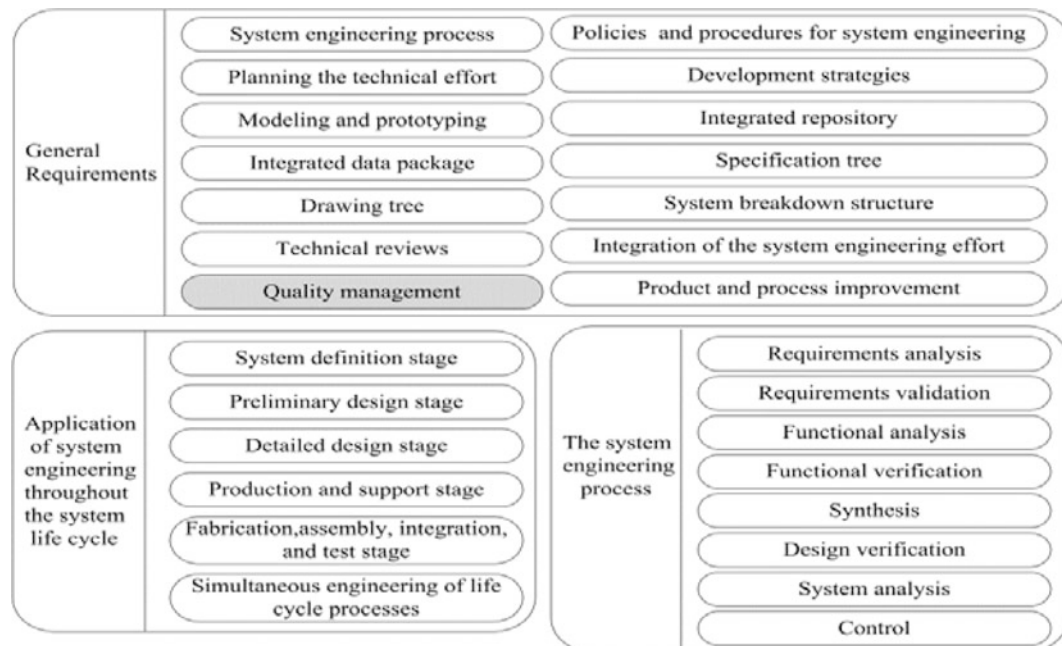 General
Requirements
System engineering process
Planning the technical effort
Modeling and prototyping
Integrated data package
Drawing tree
Technical reviews
Quality management
Policies and procedures for system engineering
Development strategies
Integrated repository
Specification tree
System breakdown structure
Integration of the system engineering effort
Product and process improvement
Application
of system
engineering
throughout
the system
life cycle
System definition stage
Preliminary design stage
Detailed design stage
Production and support stage
Fabrication,assembly, integration,
and test stage
Simultaneous engineering of life
cycle processes
The system
engineering
process
Requirements analysis
Requirements validation
Functional analysis
Functional verification
Synthesis
Design verification
System analysis
Control